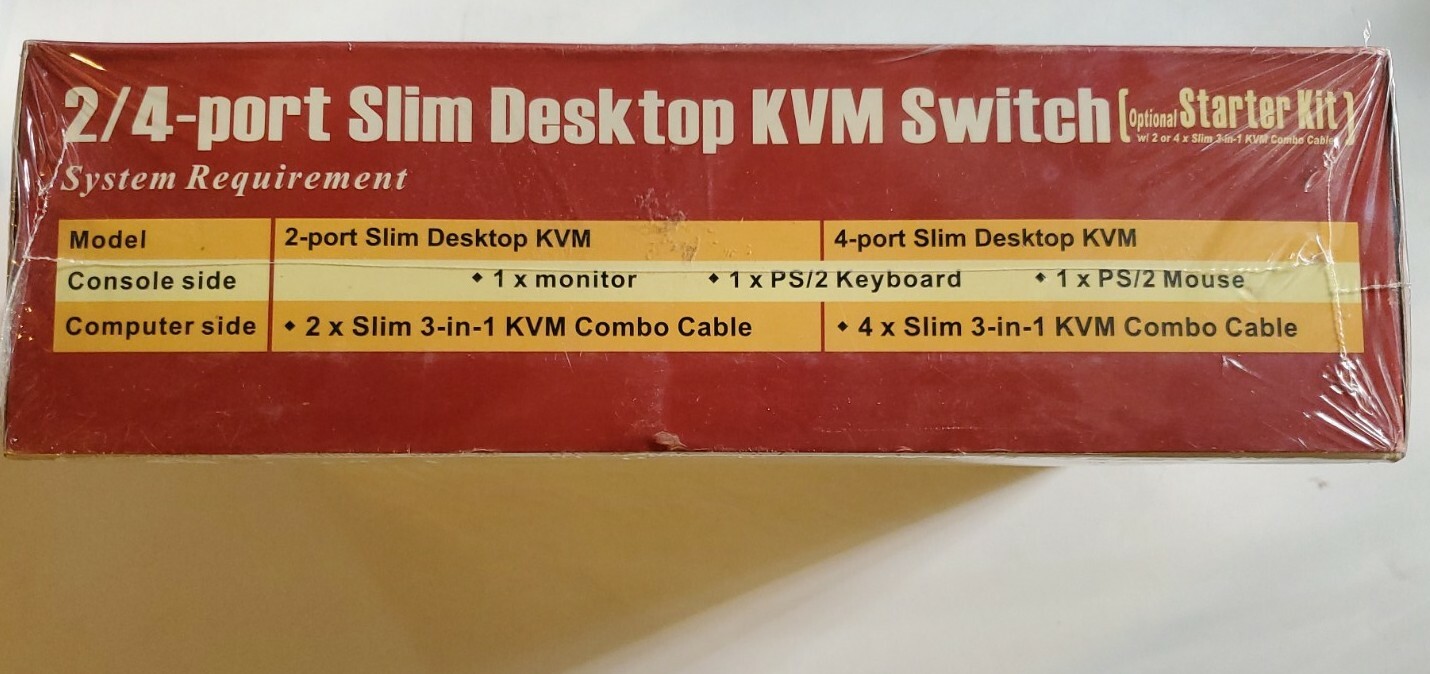 2/4-port Slim Desktop KVM Switch (Optional Starter Kit)
w/ 2 or 4 x Slim 3-in-1 KVM Combo Cable
System Requirement
Model 2-port Slim Desktop KVM 4-port Slim Desktop KVM
Console side ◆ 1 x monitor ◆ 1 x PS/2 Keyboard ◆ 1 x PS/2 Mouse
Computer side ◆ 2 x Slim 3-in-1 KVM Combo Cable ◆ 4 x Slim 3-in-1 KVM Combo Cable